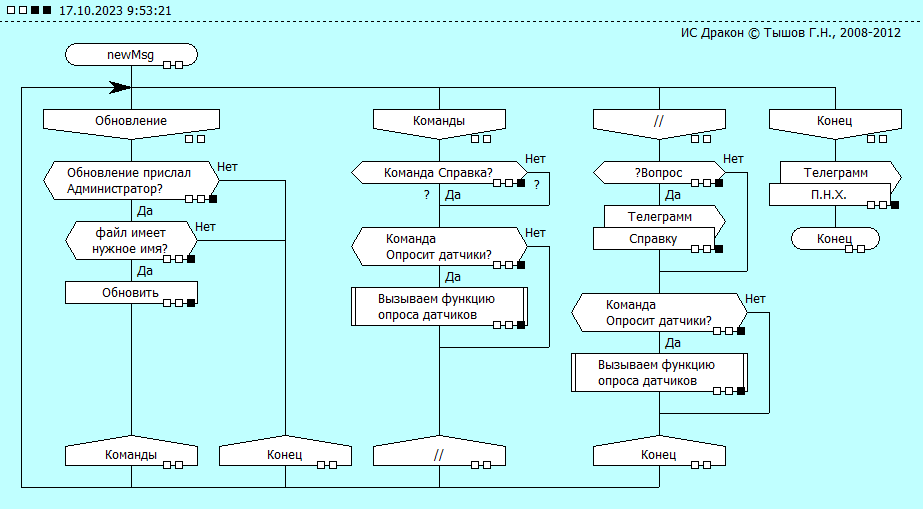 17.10.2023 9:53:21
ИС Дракон © Тышов Г.Н., 2008-2012
newMsg
Обновление
Обновление прислал
Администратор?
Нет
Да
файл имеет
нужное имя?
Нет
Да
Обновить
Команды
Конец
Команды
Команда Справка?
Нет
?
Да
?
Команда
Опросит датчики?
Нет
Да
Вызываем функцию
опроса датчиков
//
//
?Вопрос
Нет
Да
Телеграмм
Справку
Команда
Опросит датчики?
Нет
Да
Вызываем функцию
опроса датчиков
Конец
Конец
Телеграмм
П.Н.Х.
Конец